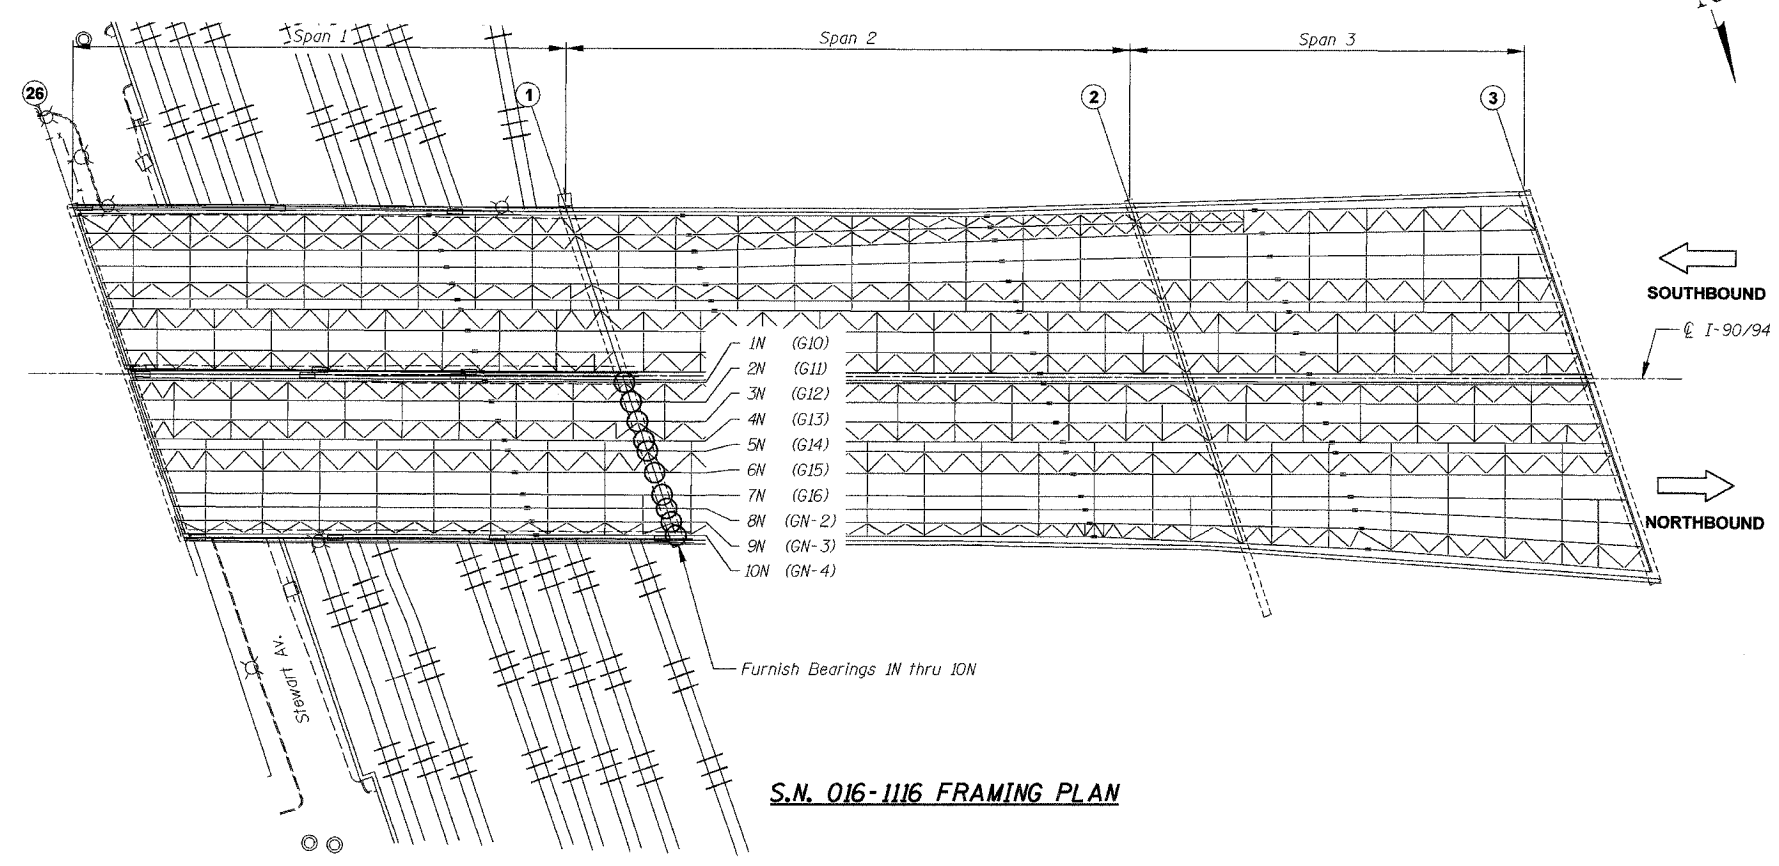 Span 1
Span 2
Span 3
26
1
2
3
SOUTHBOUND
℄ I-90/94
1N (G10)
2N (G11)
3N (G12)
4N (G13)
5N (G14)
6N (G15)
7N (G16)
8N (GN-2)
9N (GN-3)
10N (GN-4)
NORTHBOUND
Furnish Bearings 1N thru 10N
Stewart Av.
S.N. 016-1116 FRAMING PLAN